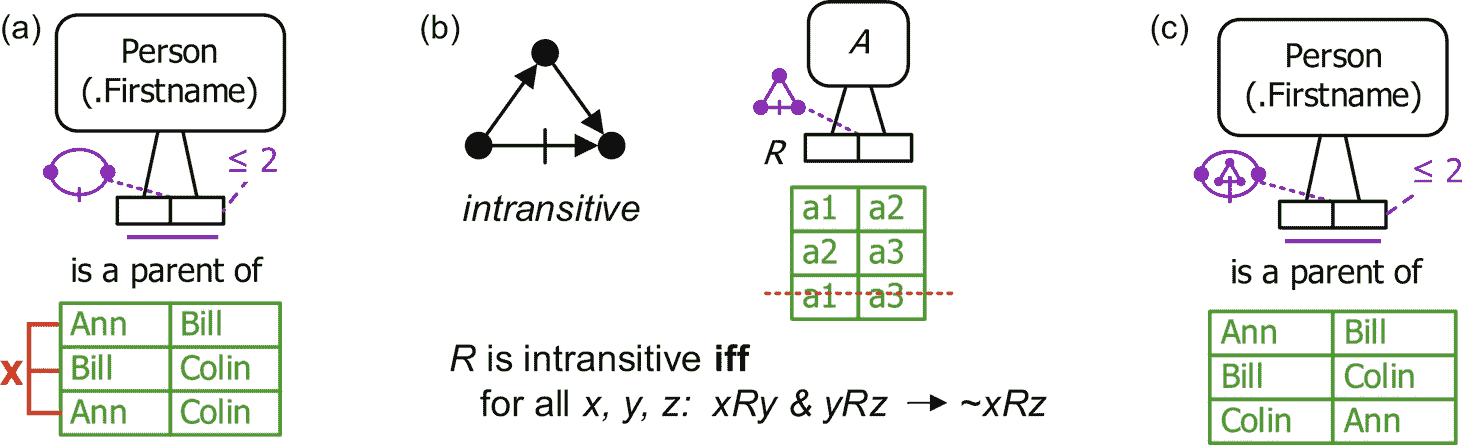 (a)
Person
(.Firstname)
≤ 2
is a parent of
Ann Bill
Bill Colin
Ann Colin
X
(b)
intransitive
A
R
a1 a2
a2 a3
a1 a3
R is intransitive iff
for all x, y, z: xRy & yRz → ~xRz
(c)
Person
(.Firstname)
≤ 2
is a parent of
Ann Bill
Bill Colin
Colin Ann